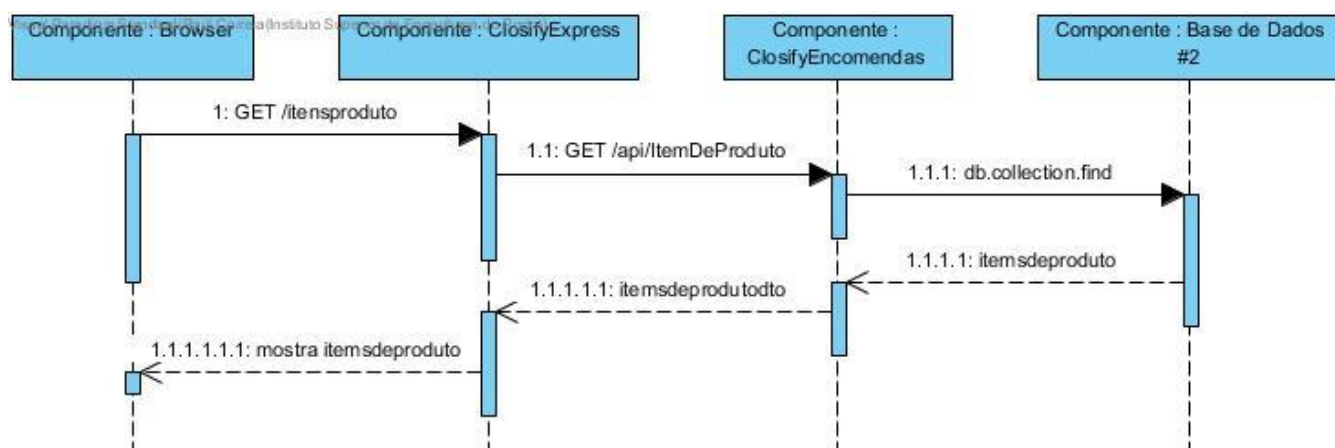 Componente : Browser
Componente : ClosifyExpress
Componente :
ClosifyEncomendas
Componente : Base de Dados
#2
1: GET /itensproduto
1.1: GET /api/ItemDeProduto
1.1.1: db.collection.find
1.1.1.1: itemsdeproduto
1.1.1.1.1: itemsdeprodutodto
1.1.1.1.1.1: mostra itemsdeproduto